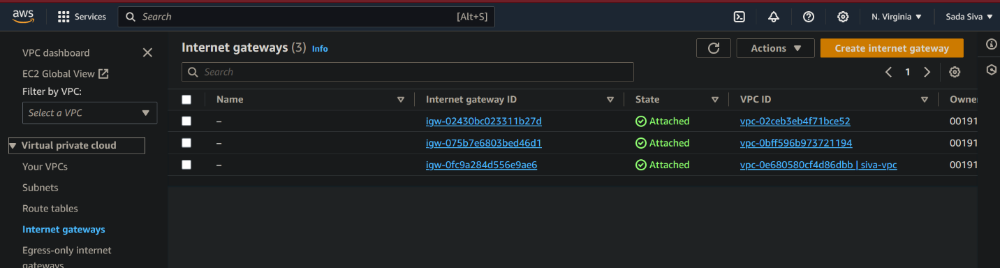 aws Services Search [Alt+S] N. Virginia Sada Siva
VPC dashboard
EC2 Global View
Filter by VPC:
Select a VPC
Virtual private cloud
Your VPCs
Subnets
Route tables
Internet gateways
Egress-only internet
gateways
Internet gateways (3) Info
Actions Create internet gateway
Search
1
Name Internet gateway ID State VPC ID Owne
– igw-02430bc023311b27d Attached vpc-02ceb3eb4f71bce52 00191
– igw-075b7e6803bed46d1 Attached vpc-0bff596b973721194 00191
– igw-0fc9a284d556e9ae6 Attached vpc-0e680580cf4d86dbb | siva-vpc 00191